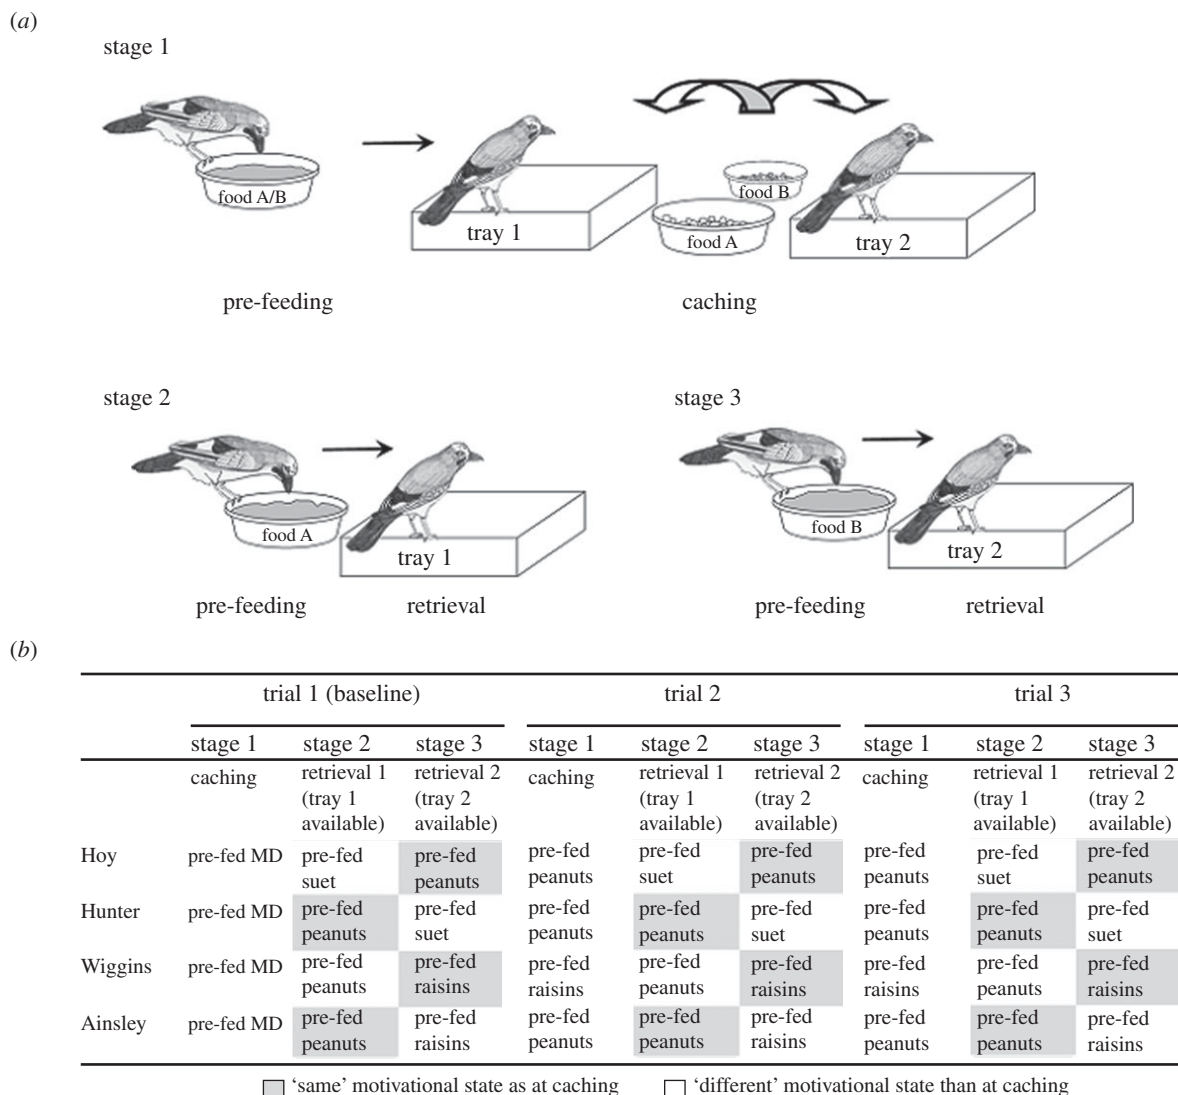 (a)
stage 1
food A/B
tray 1
food B
food A
tray 2
pre-feeding
caching
stage 2
stage 3
food A
tray 1
food B
tray 2
pre-feeding
retrieval
pre-feeding
retrieval
(b)
trial 1 (baseline) trial 2 trial 3
stage 1 stage 2 stage 3 stage 1 stage 2 stage 3 stage 1 stage 2 stage 3
caching retrieval 1 retrieval 2 caching retrieval 1 retrieval 2 caching retrieval 1 retrieval 2
(tray 1 (tray 2 (tray 1 (tray 2 (tray 1 (tray 2
available) available) available) available) available) available)
Hoy pre-fed MD pre-fed pre-fed pre-fed pre-fed pre-fed pre-fed pre-fed pre-fed
suet peanuts peanuts suet peanuts peanuts suet peanuts
Hunter pre-fed MD pre-fed pre-fed pre-fed pre-fed pre-fed pre-fed pre-fed pre-fed
peanuts suet peanuts peanuts suet peanuts peanuts suet
Wiggins pre-fed MD pre-fed pre-fed pre-fed pre-fed pre-fed pre-fed pre-fed pre-fed
peanuts raisins raisins peanuts raisins raisins peanuts raisins
Ainsley pre-fed MD pre-fed pre-fed pre-fed pre-fed pre-fed pre-fed pre-fed pre-fed
peanuts raisins peanuts peanuts raisins peanuts peanuts raisins
‘same’ motivational state as at caching ‘different’ motivational state than at caching